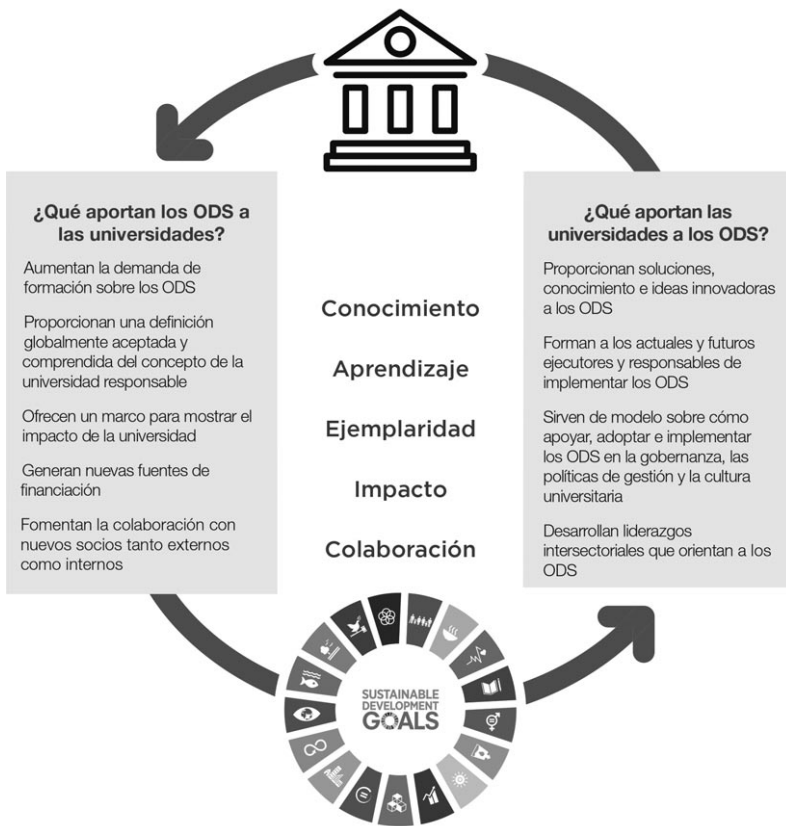 ¿Qué aportan los ODS a
las universidades?
Aumentan la demanda de
formación sobre los ODS
Proporcionan una definición
globalmente aceptada y
comprendida del concepto de la
universidad responsable
Ofrecen un marco para mostrar el
impacto de la universidad
Generan nuevas fuentes de
financiación
Fomentan la colaboración con
nuevos socios tanto externos
como internos
Conocimiento
Aprendizaje
Ejemplaridad
Impacto
Colaboración
¿Qué aportan las
universidades a los ODS?
Proporcionan soluciones,
conocimiento e ideas innovadoras
a los ODS
Forman a los actuales y futuros
ejecutores y responsables de
implementar los ODS
Sirven de modelo sobre cómo
apoyar, adoptar e implementar
los ODS en la gobernanza, las
políticas de gestión y la cultura
universitaria
Desarrollan liderazgos
intersectoriales que orientan a los
ODS
SUSTAINABLE
DEVELOPMENT
GOALS